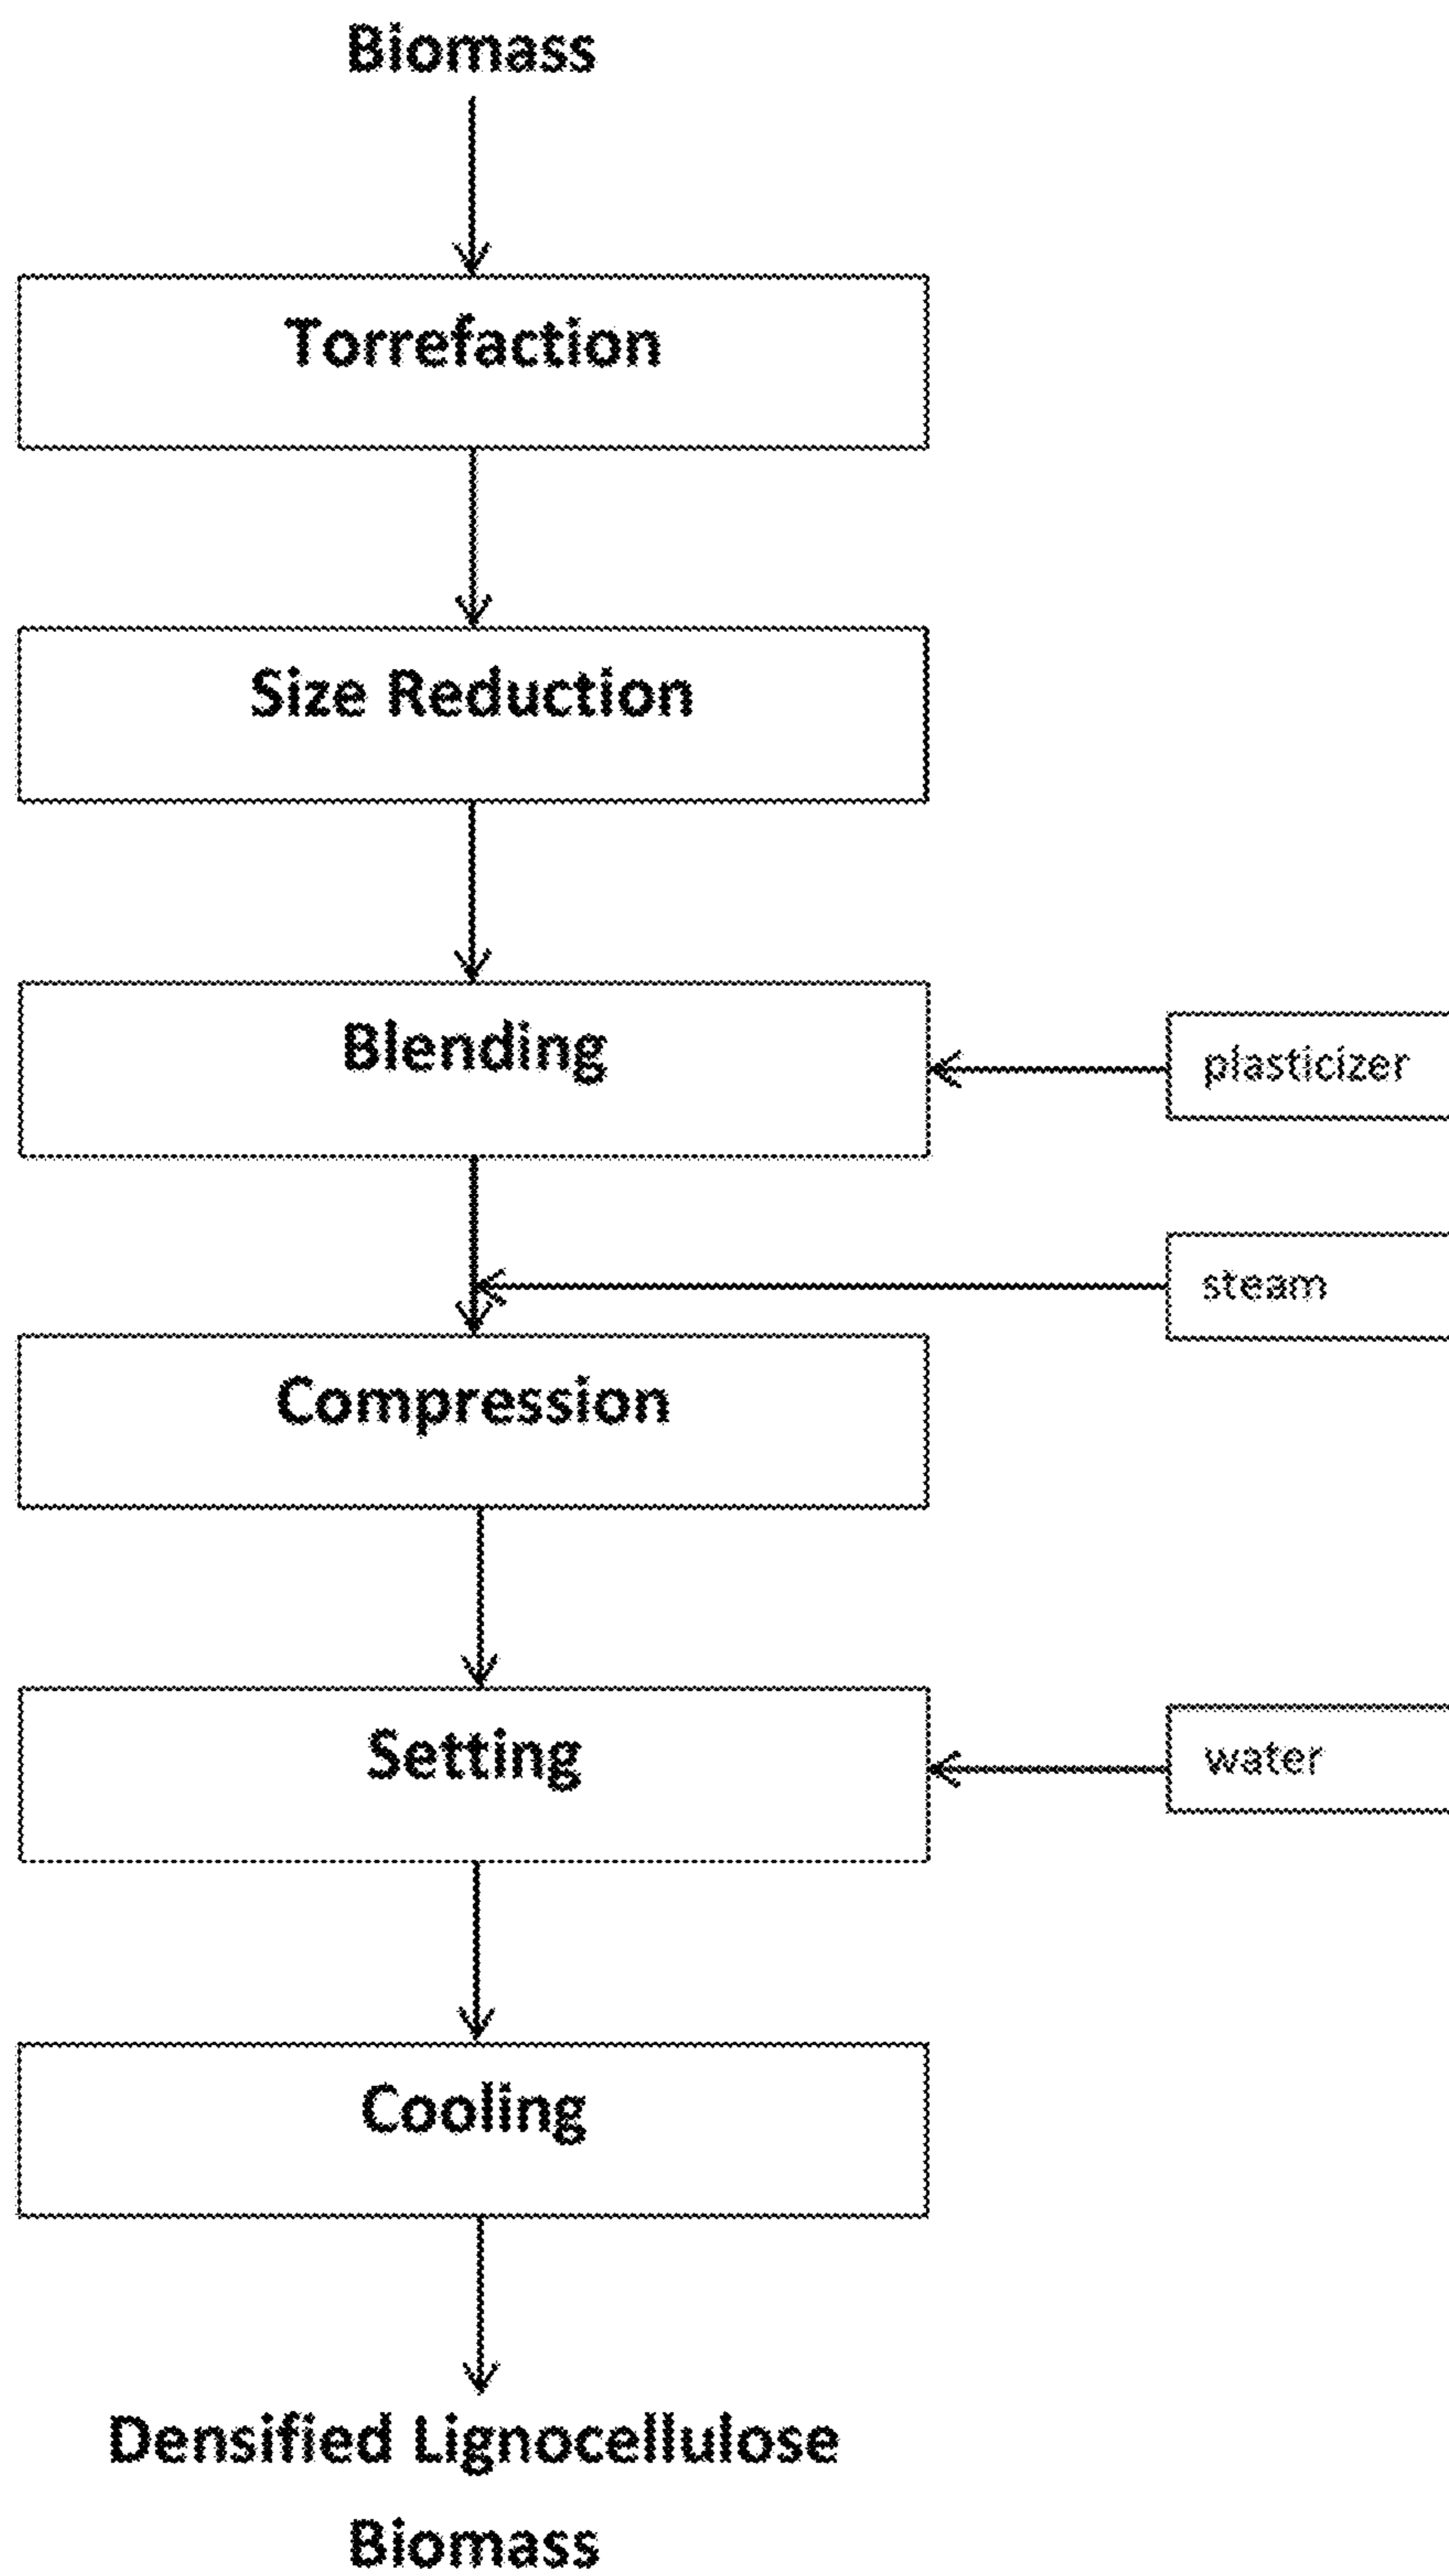 Biomass
Torrefaction
Size Reduction
Blending
plasticizer
steam
Compression
Setting
water
Cooling
Densified Lignocellulose
Biomass